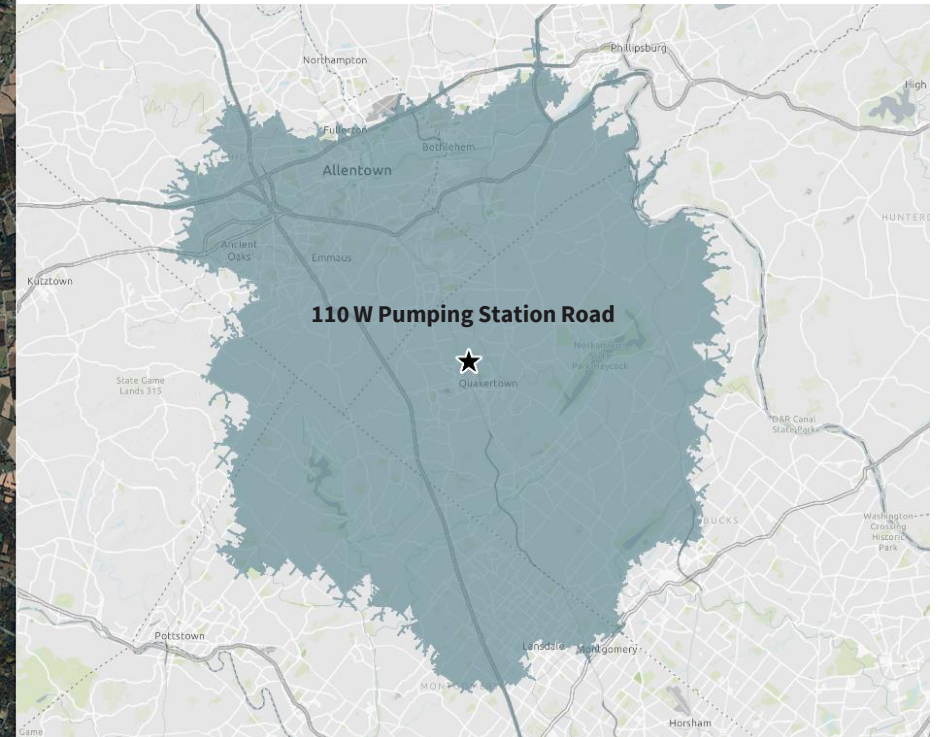 Phillipsburg
Northampton
High
Fullerton
Bethlehem
Allentown
HUNTERD
Ancient
Oaks
Emmaus
Kutztown
110 W Pumping Station Road
Nockamixon
State
Park Haycock
State Game
Lands 315
Quakertown
D&R Canal
State Park
BUCKS
Washington
Crossing
Historic
Park
Pottstown
Lansdale
Montgomery
MONTGOMERY
Horsham
Game